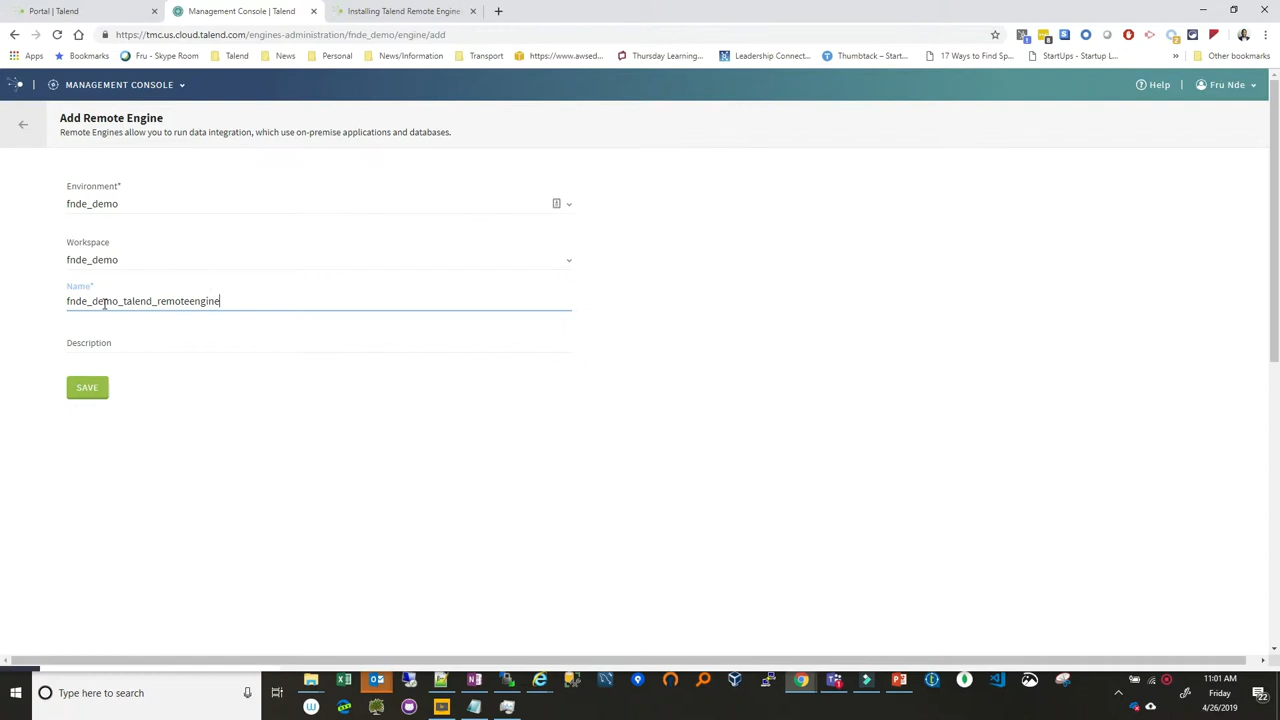 Portal | Talend
Management Console | Talend
Installing Talend Remote Engine
https://tmc.us.cloud.talend.com/engines-administration/fnde_demo/engine/add
Apps
Bookmarks
Fru - Skype Room
Talend
News
Personal
News/Information
Transport
https://www.awsed...
Thursday Learning...
Leadership Connect...
Thumbtack – Start...
17 Ways to Find Sp...
StartUps - Startup L...
Other bookmarks
MANAGEMENT CONSOLE
Help
Fru Nde
Add Remote Engine
Remote Engines allow you to run data integration, which use on-premise applications and databases.
Environment*
fnde_demo
Workspace
fnde_demo
Name*
fnde_demo_talend_remoteengine
Description
SAVE
Type here to search
11:01 AM
Friday
4/26/2019
22